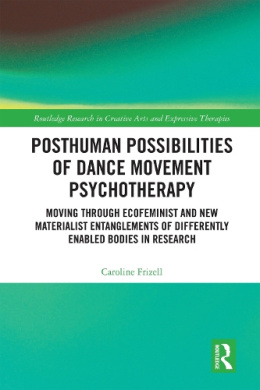 Routledge Research in Creative Arts and Expressive Therapies
POSTHUMAN POSSIBILITIES
OF DANCE MOVEMENT
PSYCHOTHERAPY
MOVING THROUGH ECOFEMINIST AND NEW
MATERIALIST ENTANGLEMENTS OF DIFFERENTLY
ENABLED BODIES IN RESEARCH
Caroline Frizell
ROUTLEDGE